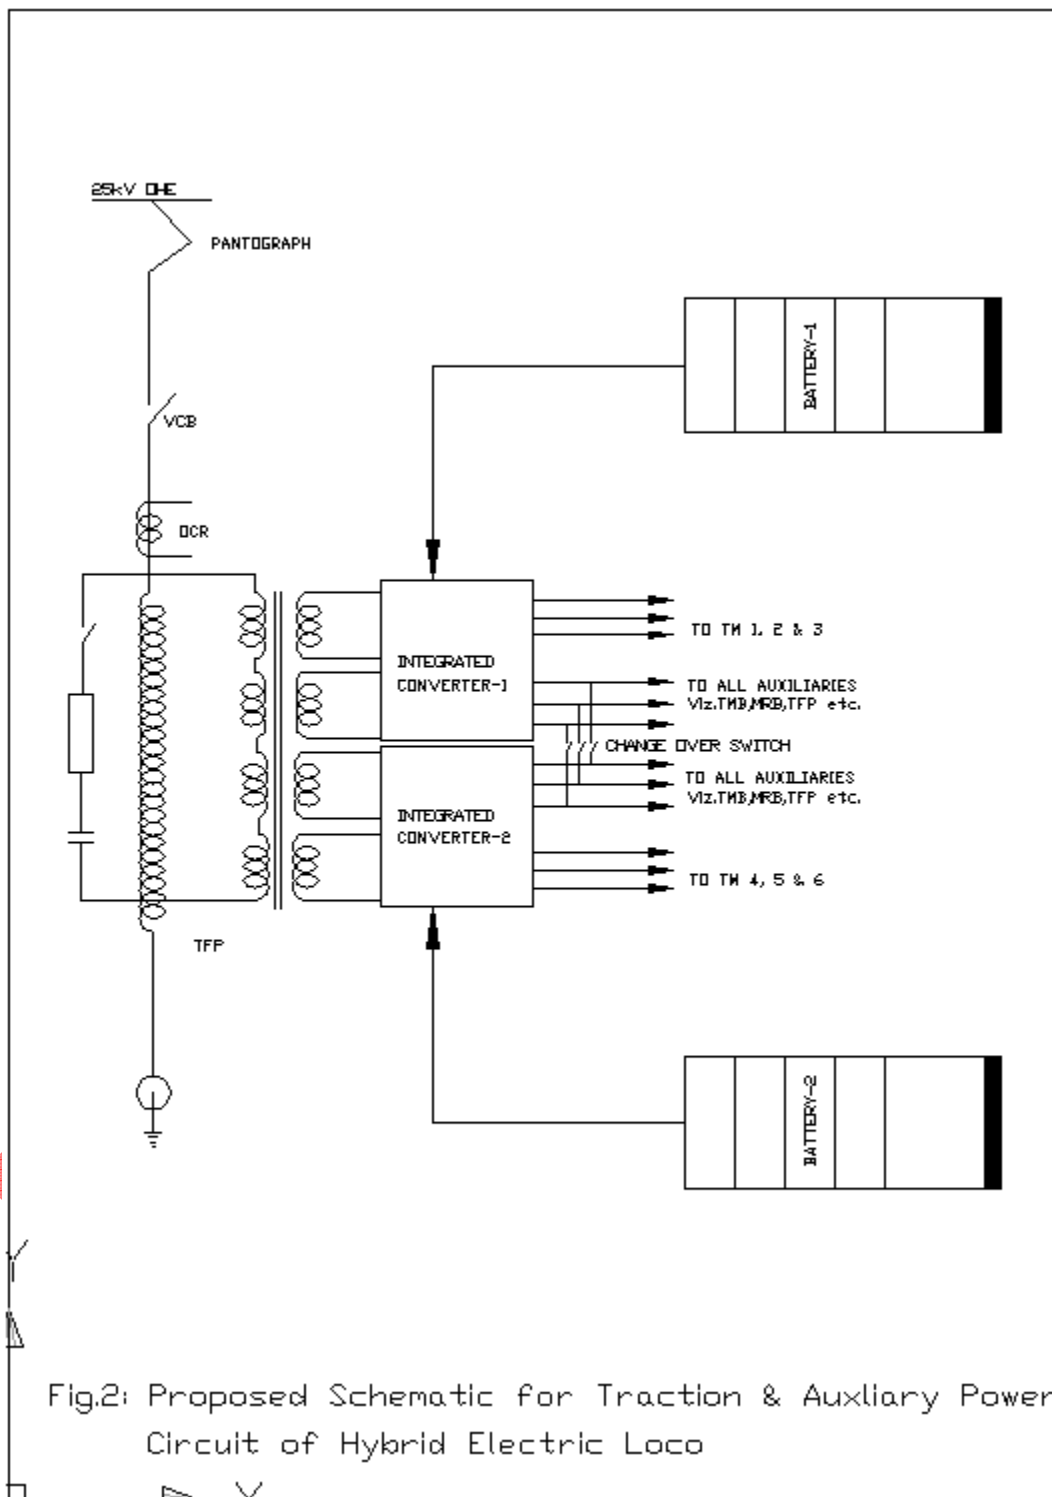 25kV OHE
PANTOGRAPH
BATTERY-1
VCB
OCR
TO TM 1, 2 & 3
INTEGRATED
CONVERTER-1
TO ALL AUXILIARIES
Viz.TMB,MRB,TFP etc.
CHANGE OVER SWITCH
TO ALL AUXILIARIES
Viz.TMB,MRB,TFP etc.
INTEGRATED
CONVERTER-2
TO TM 4, 5 & 6
TFP
BATTERY-2
Y
Fig.2: Proposed Schematic for Traction & Auxliary Power
Circuit of Hybrid Electric Loco
X